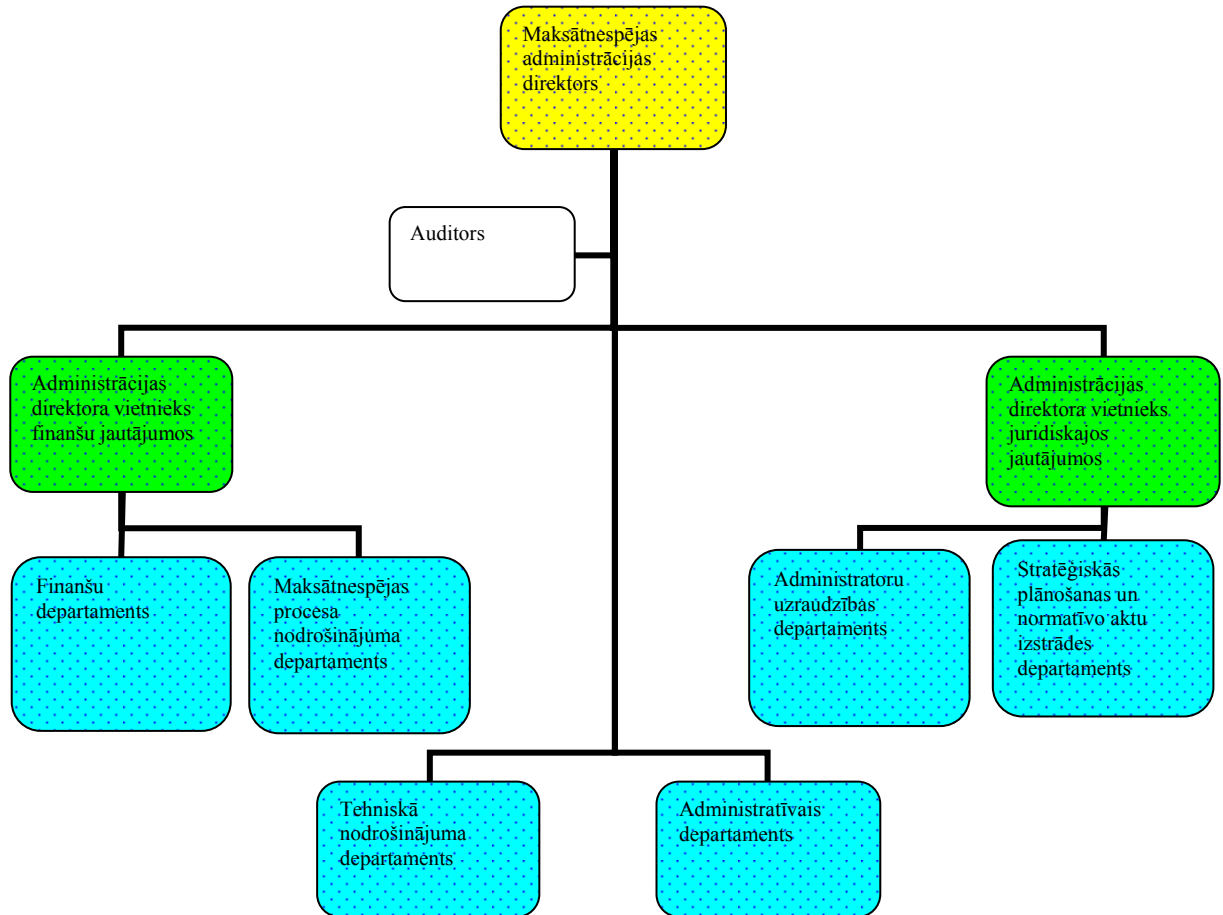 Maksātnespējas
administrācijas
direktors
Auditors
Administrācijas
direktora vietnieks
finanšu jautājumos
Administrācijas
direktora vietnieks
juridiskajos
jautājumos
Finanšu
departaments
Maksātnespējas
procesa
nodrošinājuma
departaments
Administratoru
uzraudzības
departaments
Stratēģiskās
plānošanas un
normatīvo aktu
izstrādes
departaments
Tehniskā
nodrošinājuma
departaments
Administratīvais
departaments